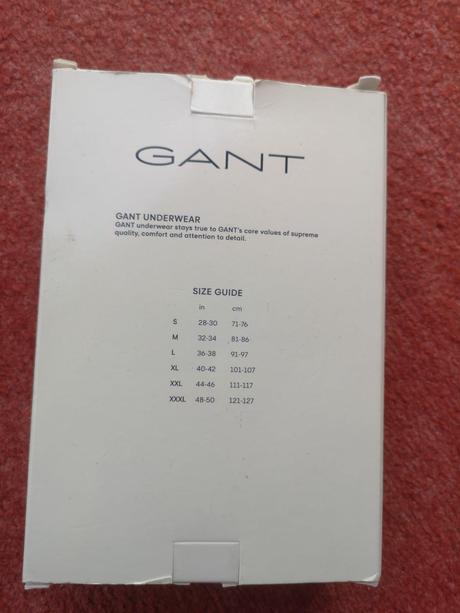 GANT
GANT UNDERWEAR
GANT underwear stays true to GANT's core values of supreme
quality, comfort and attention to detail.
SIZE GUIDE
in cm
S 28-30 71-76
M 32-34 81-86
L 36-38 91-97
XL 40-42 101-107
XXL 44-46 111-117
XXXL 48-50 121-127